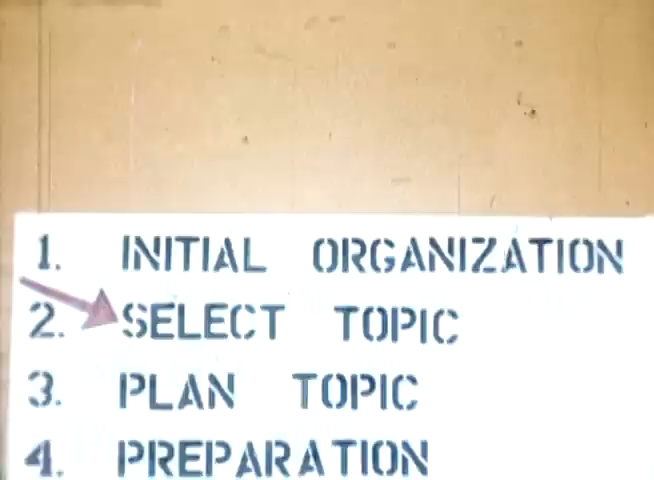 1. INITIAL ORGANIZATION
2. SELECT TOPIC
3. PLAN TOPIC
4. PREPARATION